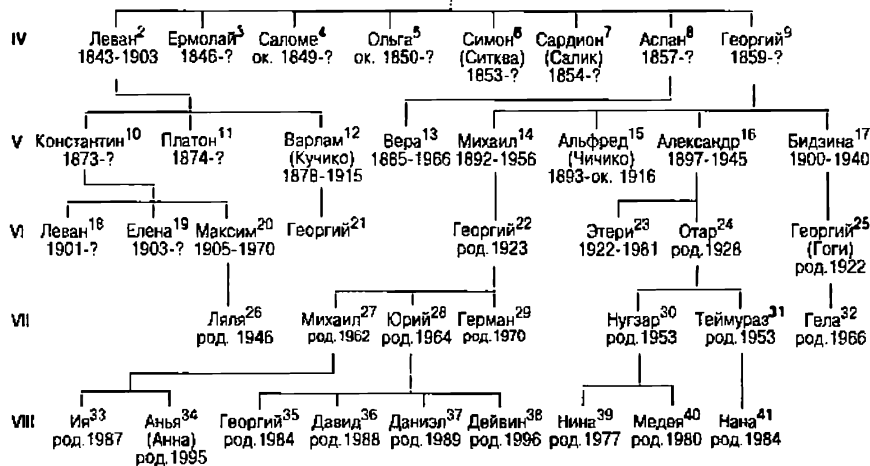 IV Леван² Ермолай³ Саломе⁴ Ольга⁵ Симон⁶ Сардион⁷ Аслан⁸ Георгий⁹
1843-1903 1846-? ок. 1849-? ок. 1850-? (Ситква) (Салик) 1857-? 1859-?
1853-? 1854-?
V Константин¹⁰ Платон¹¹ Варлам¹² Вера¹³ Михаил¹⁴ Альфред¹⁵ Александр¹⁶ Бидзина¹⁷
1873-? 1874-? (Кучико) 1885-1966 1892-1956 (Чичико) 1897-1945 1900-1940
1878-1915 1893-ок. 1916
VI Леван¹⁸ Елена¹⁹ Максим²⁰ Георгий²¹ Георгий²² Этери²³ Отар²⁴ Георгий²⁵
1901-? 1903-? 1905-1970 род.1923 1922-1981 род.1928 (Гоги)
род.1922
VII Ляля²⁶ Михаил²⁷ Юрий²⁸ Герман²⁹ Нугзар³⁰ Теймураз³¹ Гела³²
род. 1946 род.1962 род.1964 род.1970 род.1953 род.1953 род.1966
VIII Ия³³ Анья³⁴ Георгий³⁵ Давид³⁶ Даниэл³⁷ Дейвин³⁸ Нина³⁹ Медея⁴⁰ Нана⁴¹
род.1987 (Анна) род.1984 род.1988 род.1989 род.1996 род.1977 род.1980 род.1984
род.1995